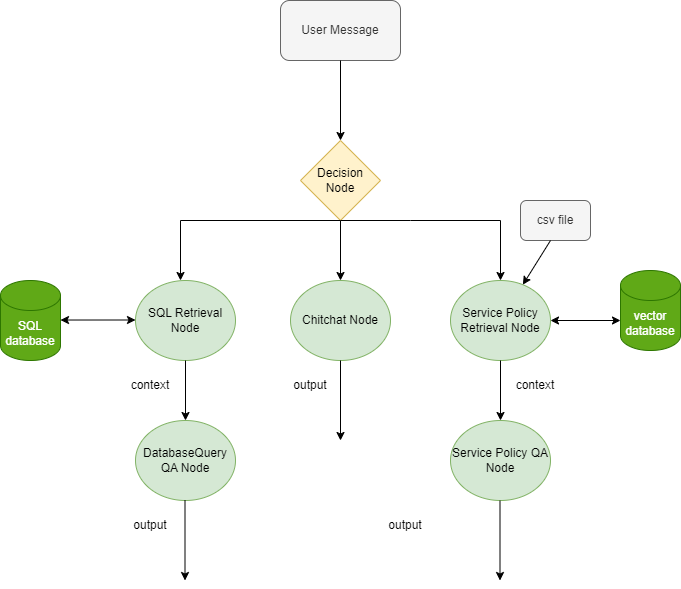 User Message
Decision
Node
csv file
SQL
database
SQL Retrieval
Node
Chitchat Node
Service Policy
Retrieval Node
vector
database
context
output
context
DatabaseQuery
QA Node
Service Policy QA
Node
output
output